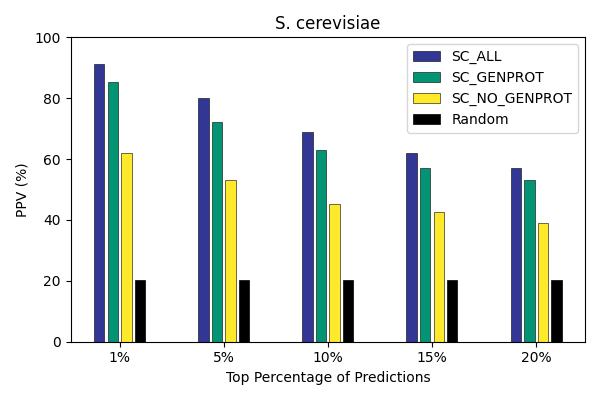 S. cerevisiae
100
80
60
40
20
0
PPV (%)
SC_ALL
SC_GENPROT
SC_NO_GENPROT
Random
1% 5% 10% 15% 20%
Top Percentage of Predictions